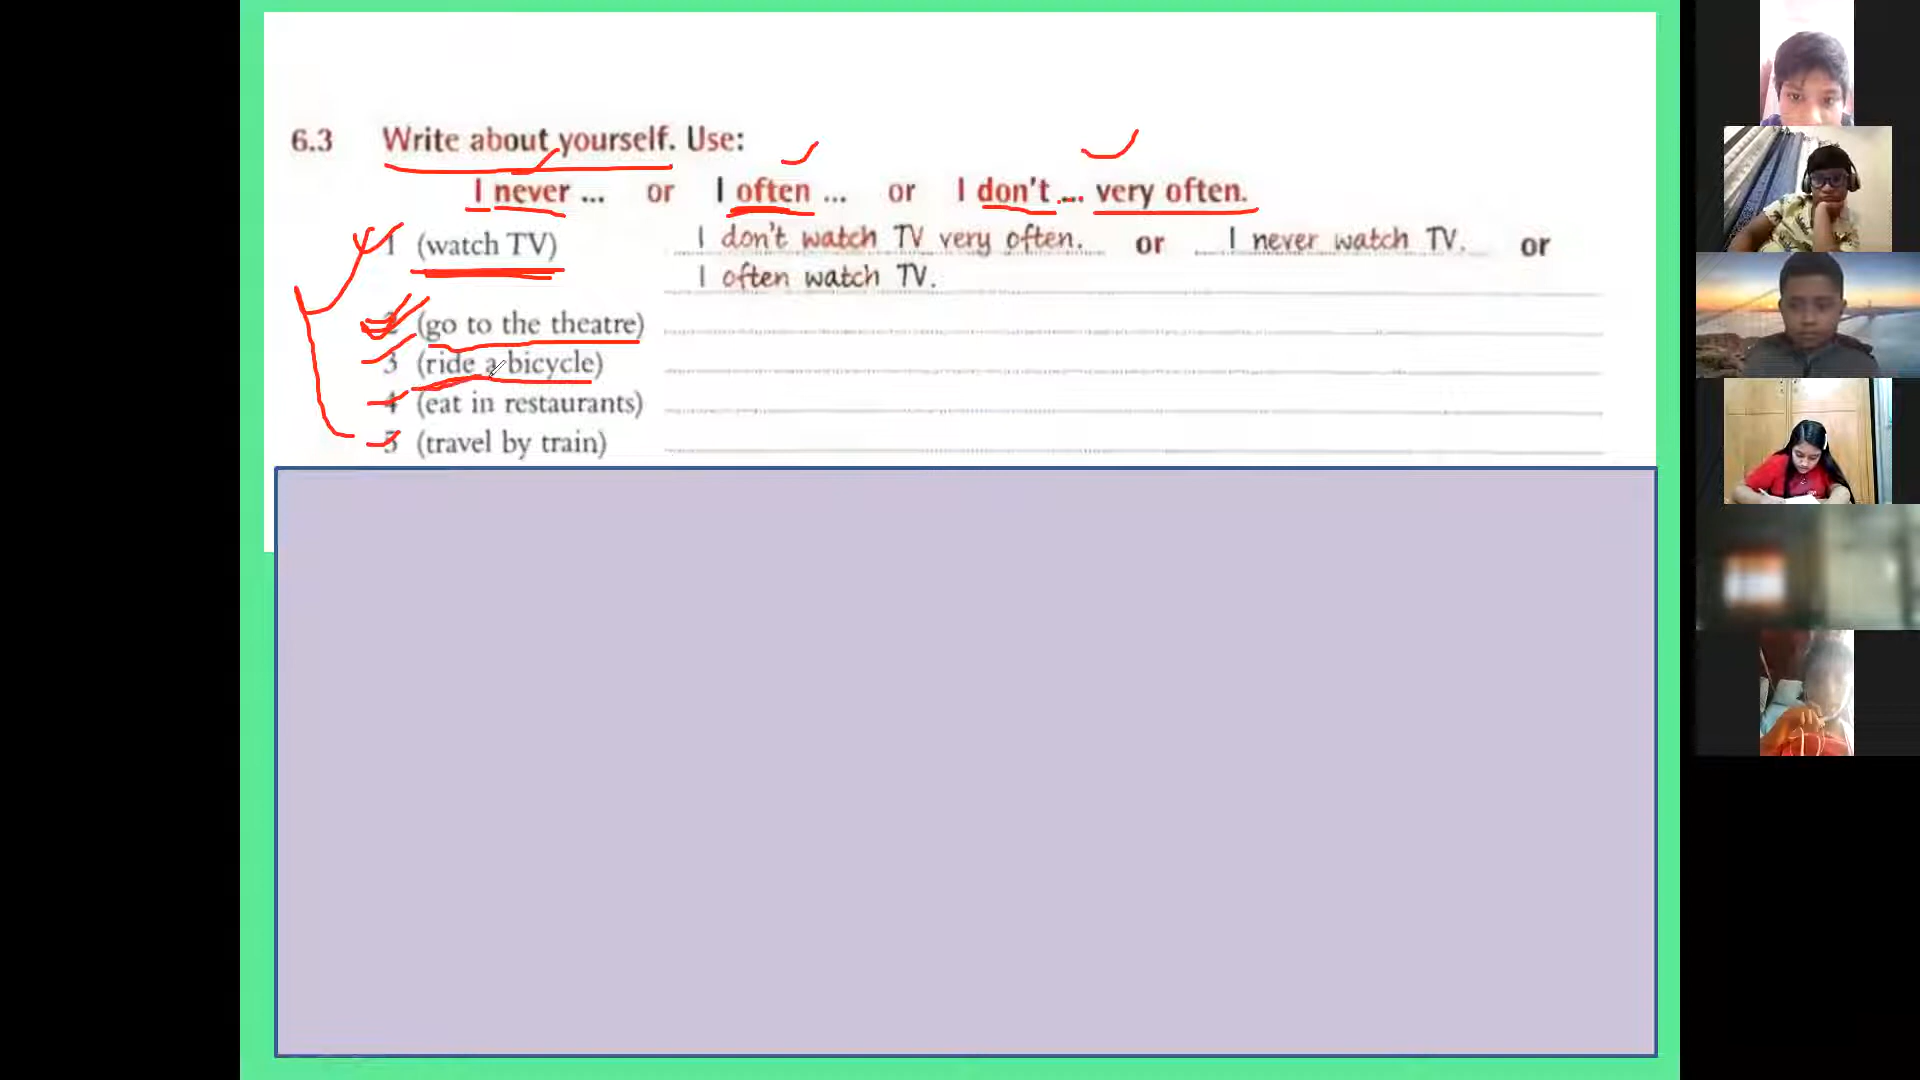 6.3 Write about yourself. Use:
I never ... or I often ... or I don't ... very often.
1 (watch TV) I don't watch TV very often. or I never watch TV. or
I often watch TV.
2 (go to the theatre)
3 (ride a bicycle)
4 (eat in restaurants)
5 (travel by train)